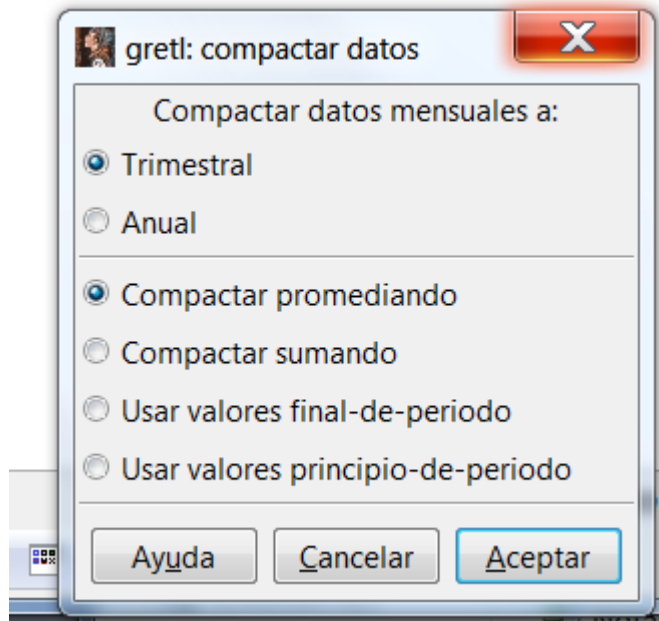 gretl: compactar datos
Compactar datos mensuales a:
Trimestral
Anual
Compactar promediando
Compactar sumando
Usar valores final-de-periodo
Usar valores principio-de-periodo
Ayuda
Cancelar
Aceptar